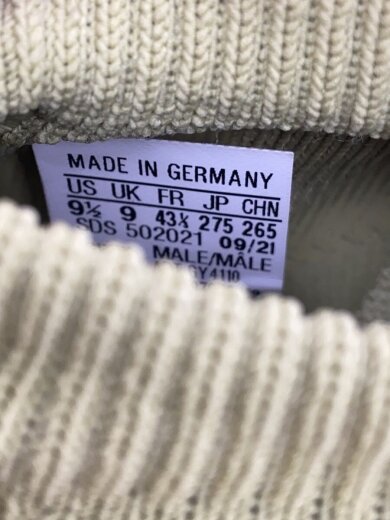 MADE IN GERMANY
US UK FR JP CHN
9½ 9 43⅓ 275 265
SDS 502021 09/21
MALE/MÂLE
GY4110